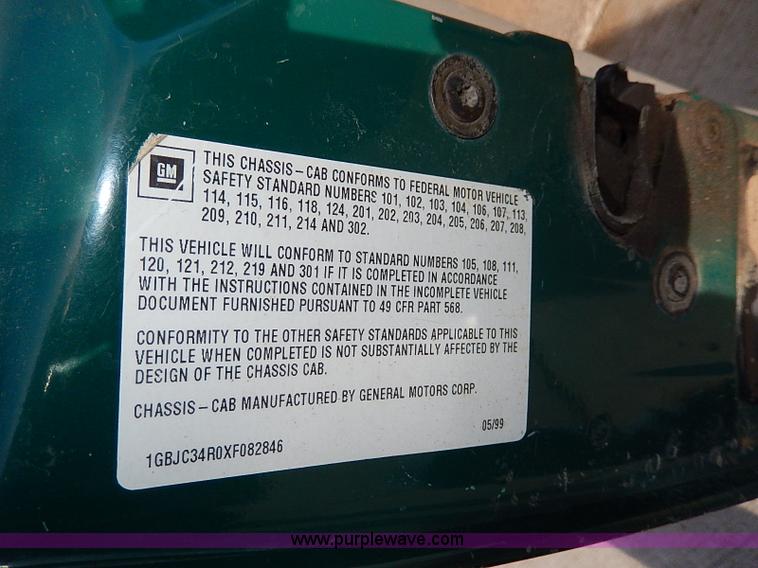 GM
THIS CHASSIS-CAB CONFORMS TO FEDERAL MOTOR VEHICLE
SAFETY STANDARD NUMBERS 101, 102, 103, 104, 106, 107, 113,
114, 115, 116, 118, 124, 201, 202, 203, 204, 205, 206, 207, 208,
209, 210, 211, 214 AND 302.
THIS VEHICLE WILL CONFORM TO STANDARD NUMBERS 105, 108, 111,
120, 121, 212, 219 AND 301 IF IT IS COMPLETED IN ACCORDANCE
WITH THE INSTRUCTIONS CONTAINED IN THE INCOMPLETE VEHICLE
DOCUMENT FURNISHED PURSUANT TO 49 CFR PART 568.
CONFORMITY TO THE OTHER SAFETY STANDARDS APPLICABLE TO THIS
VEHICLE WHEN COMPLETED IS NOT SUBSTANTIALLY AFFECTED BY THE
DESIGN OF THE CHASSIS CAB.
CHASSIS-CAB MANUFACTURED BY GENERAL MOTORS CORP.
05/99
1GBJC34R0XF082846
www.purplewave.com